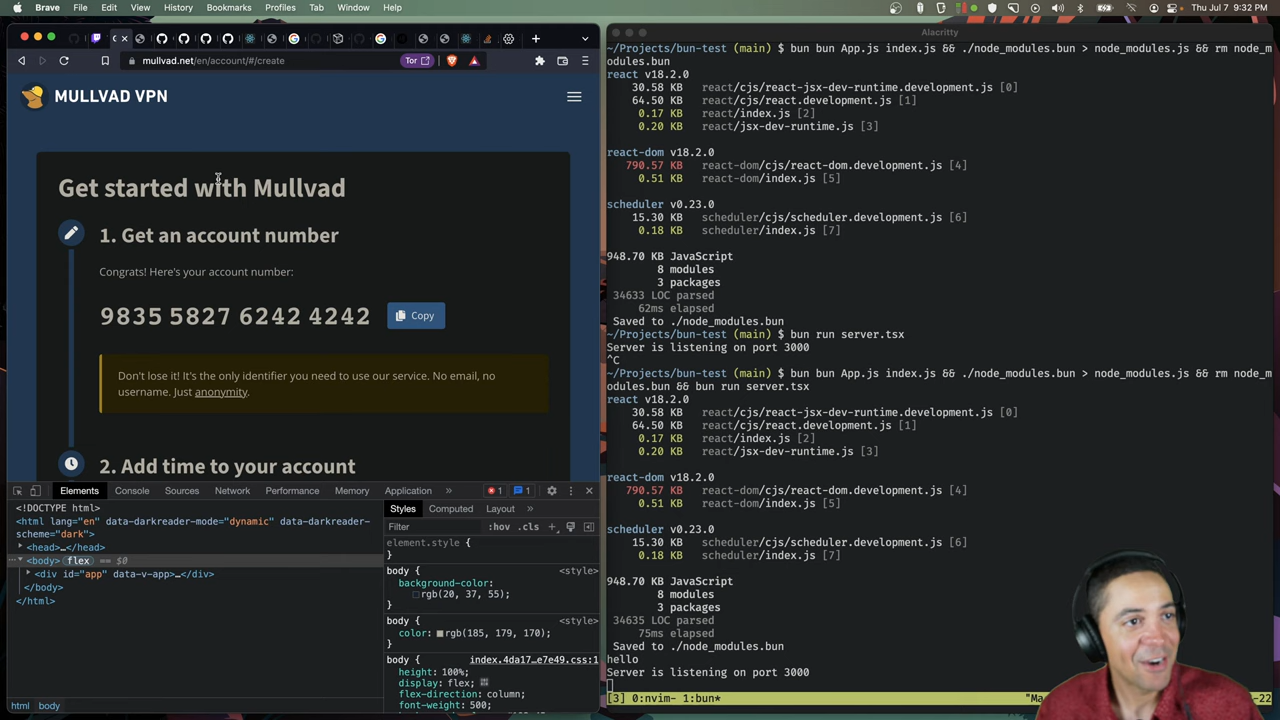 Brave File Edit View History Bookmarks Profiles Tab Window Help
Thu Jul 7 9:32 PM
mullvad.net/en/account/#/create
Tor
MULLVAD VPN
Get started with Mullvad
1. Get an account number
Congrats! Here's your account number:
9835 5827 6242 4242
Copy
Don't lose it! It's the only identifier you need to use our service. No email, no
username. Just anonymity.
2. Add time to your account
Elements Console Sources Network Performance Memory Application » 1 1
<!DOCTYPE html>
<html lang="en" data-darkreader-mode="dynamic" data-darkreader-
scheme="dark">
<head>…</head>
<body> flex == $0
<div id="app" data-v-app>…</div>
</body>
</html>
html body
Styles Computed Layout »
Filter :hov .cls +
element.style {
}
body { <style>
background-color:
rgb(20, 37, 55);
}
body { <style>
color: rgb(185, 179, 170);
}
body { index.4da17…e7e49.css:1
height: 100%;
display: flex;
flex-direction: column;
font-weight: 500;
Alacritty
~/Projects/bun-test (main) $ bun bun App.js index.js && ./node_modules.bun > node_modules.js && rm node_m
odules.bun
react v18.2.0
30.58 KB react/cjs/react-jsx-dev-runtime.development.js [0]
64.50 KB react/cjs/react.development.js [1]
0.17 KB react/index.js [2]
0.20 KB react/jsx-dev-runtime.js [3]
react-dom v18.2.0
790.57 KB react-dom/cjs/react-dom.development.js [4]
0.51 KB react-dom/index.js [5]
scheduler v0.23.0
15.30 KB scheduler/cjs/scheduler.development.js [6]
0.18 KB scheduler/index.js [7]
948.70 KB JavaScript
8 modules
3 packages
34633 LOC parsed
62ms elapsed
Saved to ./node_modules.bun
~/Projects/bun-test (main) $ bun run server.tsx
Server is listening on port 3000
^C
~/Projects/bun-test (main) $ bun bun App.js index.js && ./node_modules.bun > node_modules.js && rm node_m
odules.bun && bun run server.tsx
react v18.2.0
30.58 KB react/cjs/react-jsx-dev-runtime.development.js [0]
64.50 KB react/cjs/react.development.js [1]
0.17 KB react/index.js [2]
0.20 KB react/jsx-dev-runtime.js [3]
react-dom v18.2.0
790.57 KB react-dom/cjs/react-dom.development.js [4]
0.51 KB react-dom/index.js [5]
scheduler v0.23.0
15.30 KB scheduler/cjs/scheduler.development.js [6]
0.18 KB scheduler/index.js [7]
948.70 KB JavaScript
8 modules
3 packages
34635 LOC parsed
75ms elapsed
Saved to ./node_modules.bun
hello
Server is listening on port 3000
[3] 0:nvim- 1:bun* "Ma -22